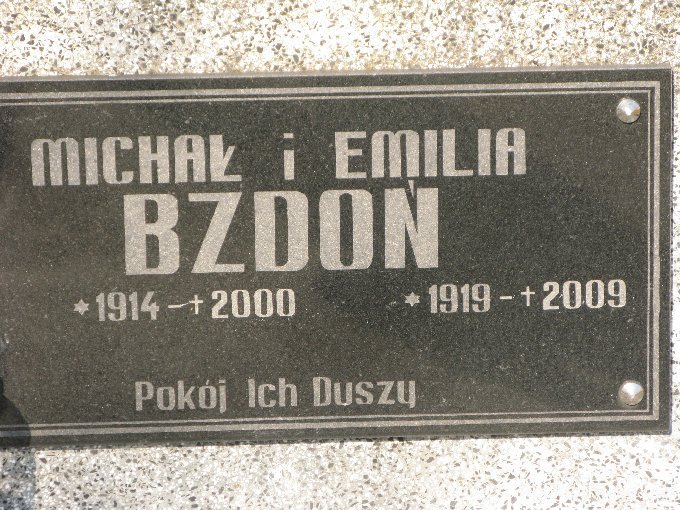 MICHAŁ i EMILIA
BZDOŃ
*1914 - †2000 *1919 - †2009
Pokój Ich Duszy